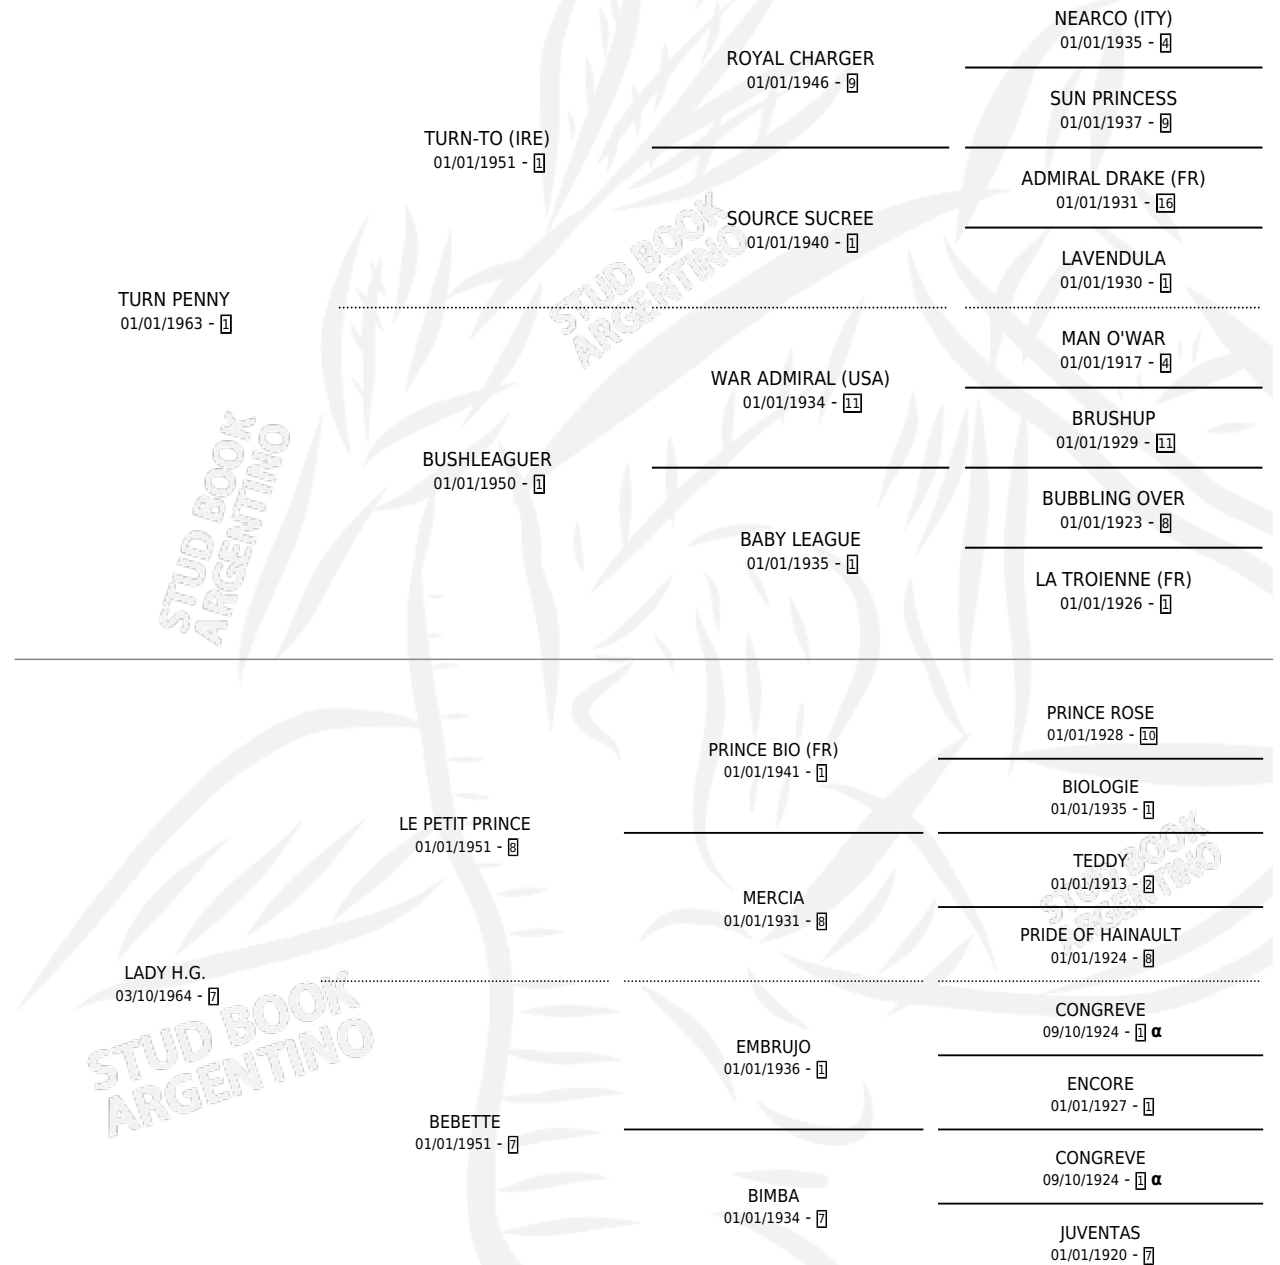 NEARCO (ITY)
01/01/1935 - 4
ROYAL CHARGER
01/01/1946 - 9
SUN PRINCESS
01/01/1937 - 9
TURN-TO (IRE)
01/01/1951 - 1
ADMIRAL DRAKE (FR)
01/01/1931 - 16
SOURCE SUCREE
01/01/1940 - 1
LAVENDULA
01/01/1930 - 1
TURN PENNY
01/01/1963 - 1
MAN O'WAR
01/01/1917 - 4
WAR ADMIRAL (USA)
01/01/1934 - 11
BRUSHUP
01/01/1929 - 11
BUSHLEAGUER
01/01/1950 - 1
BUBBLING OVER
01/01/1923 - 8
BABY LEAGUE
01/01/1935 - 1
LA TROIENNE (FR)
01/01/1926 - 1
PRINCE ROSE
01/01/1928 - 10
PRINCE BIO (FR)
01/01/1941 - 1
BIOLOGIE
01/01/1935 - 1
LE PETIT PRINCE
01/01/1951 - 8
TEDDY
01/01/1913 - 2
MERCIA
01/01/1931 - 8
PRIDE OF HAINAULT
01/01/1924 - 8
LADY H.G.
03/10/1964 - 7
CONGREVE
09/10/1924 - 1 α
EMBRUJO
01/01/1936 - 1
ENCORE
01/01/1927 - 1
BEBETTE
01/01/1951 - 7
CONGREVE
09/10/1924 - 1 α
BIMBA
01/01/1934 - 7
JUVENTAS
01/01/1920 - 7
STUD BOOK
ARGENTINO
STUD BOOK
ARGENTINO
STUD BOOK
ARGENTINO
STUD BOOK
ARGENTINO